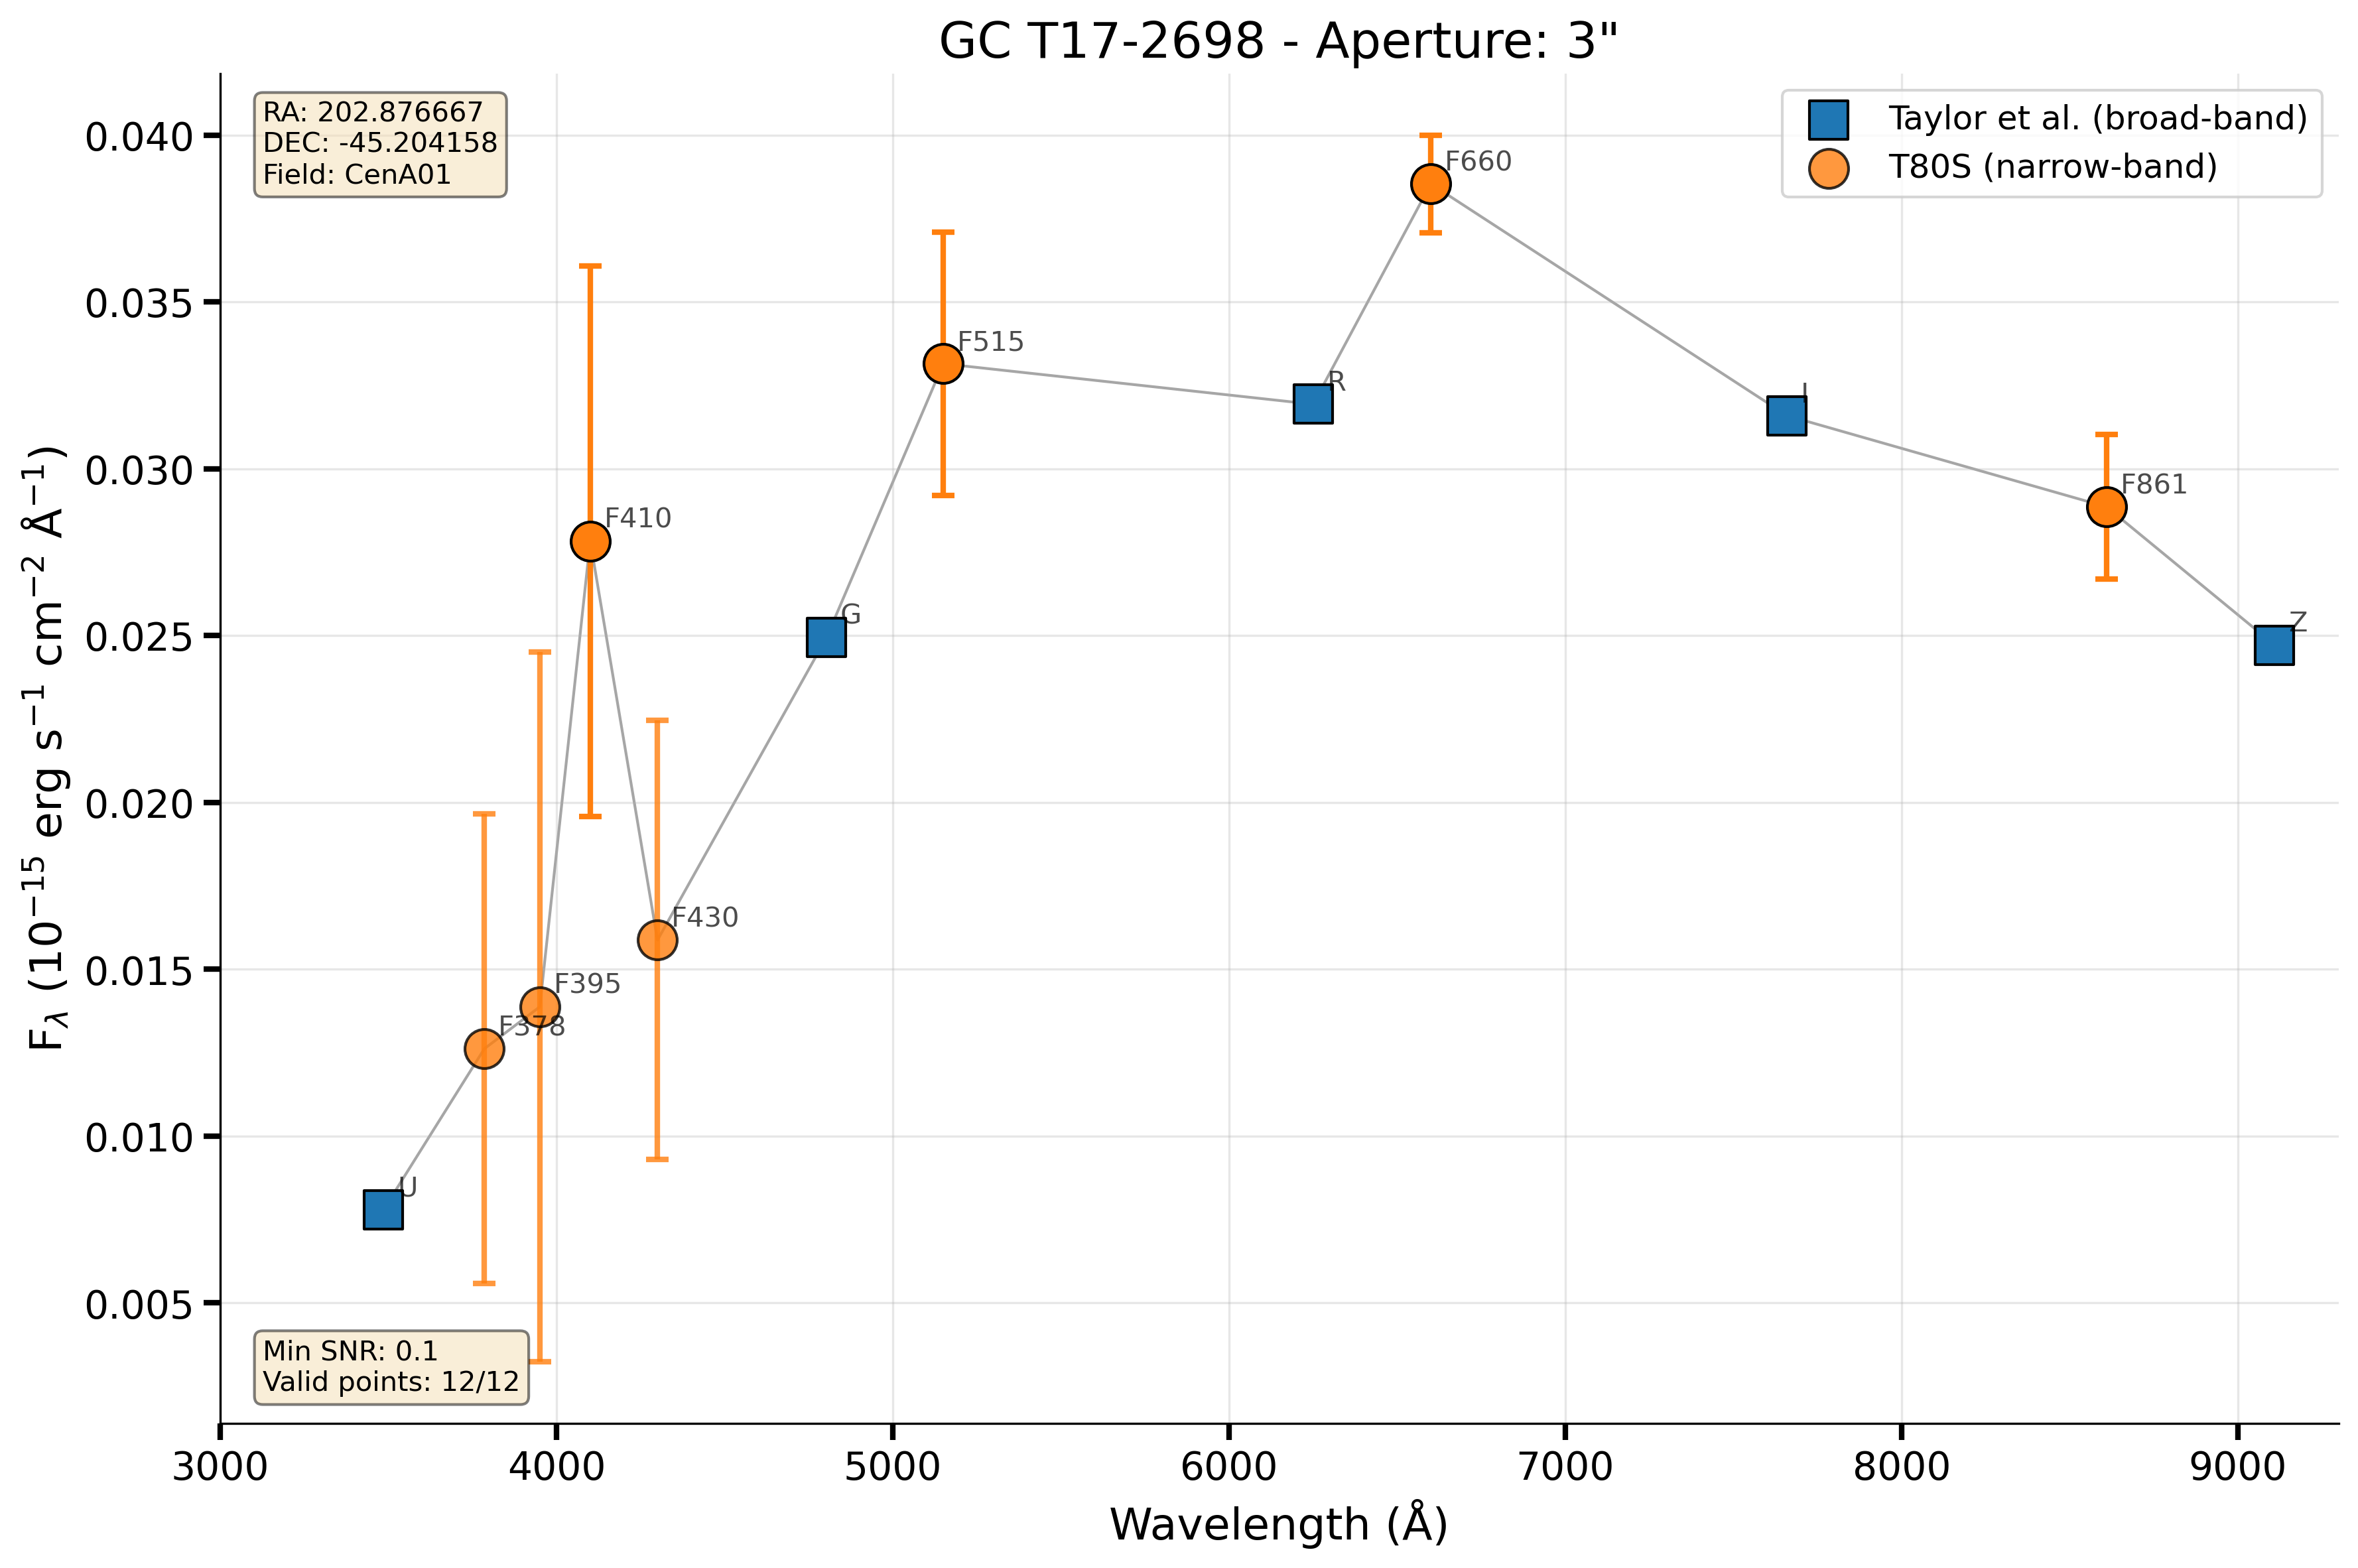 GC T17-2698 - Aperture: 3"
RA: 202.876667
DEC: -45.204158
Field: CenA01
Taylor et al. (broad-band)
T80S (narrow-band)
0.040
0.035
0.030
0.025
0.020
0.015
0.010
0.005
F660
F515
R
I
F861
F410
G
Z
F430
F395
F378
U
Min SNR: 0.1
Valid points: 12/12
3000 4000 5000 6000 7000 8000 9000
Wavelength (Å)
F_λ (10⁻¹⁵ erg s⁻¹ cm⁻² Å⁻¹)